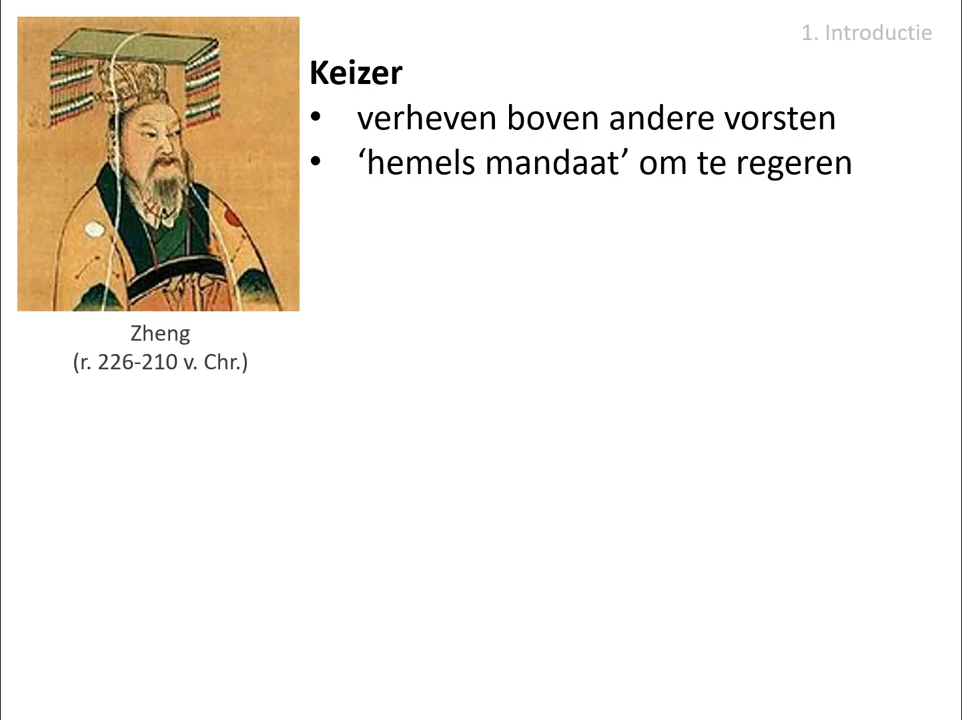 1. Introductie
Keizer
• verheven boven andere vorsten
• ‘hemels mandaat’ om te regeren
Zheng
(r. 226-210 v. Chr.)